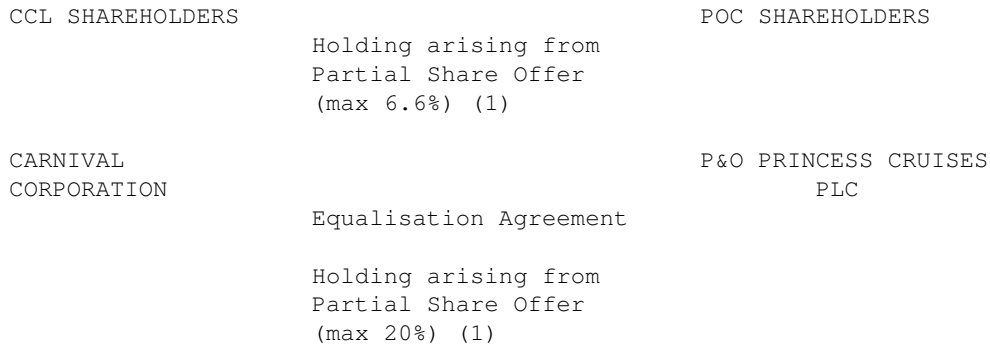 CCL SHAREHOLDERS POC SHAREHOLDERS
Holding arising from
Partial Share Offer
(max 6.6%) (1)
CARNIVAL P&O PRINCESS CRUISES
CORPORATION PLC
Equalisation Agreement
Holding arising from
Partial Share Offer
(max 20%) (1)